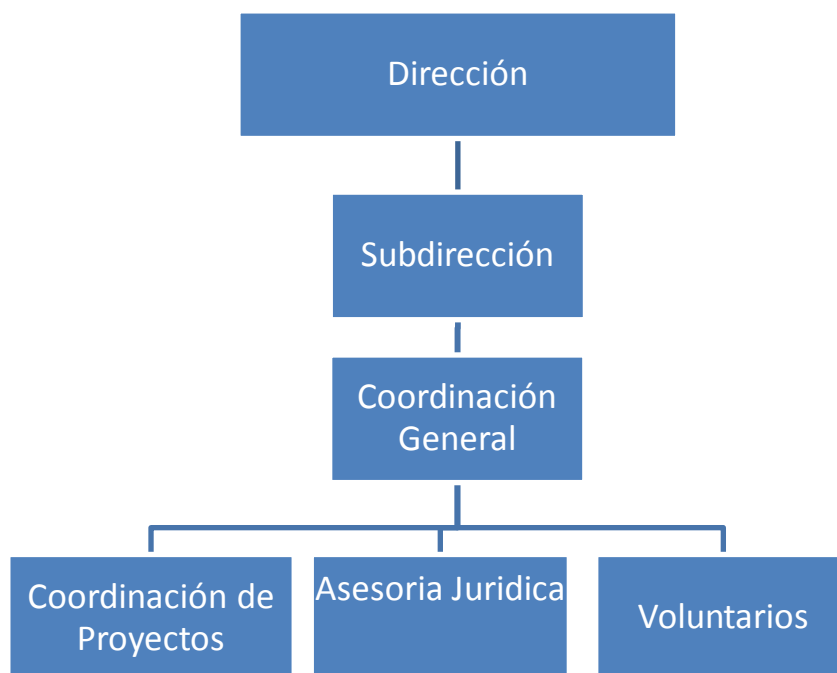 Dirección
Subdirección
Coordinación
General
Coordinación de
Proyectos
Asesoria Juridica
Voluntarios